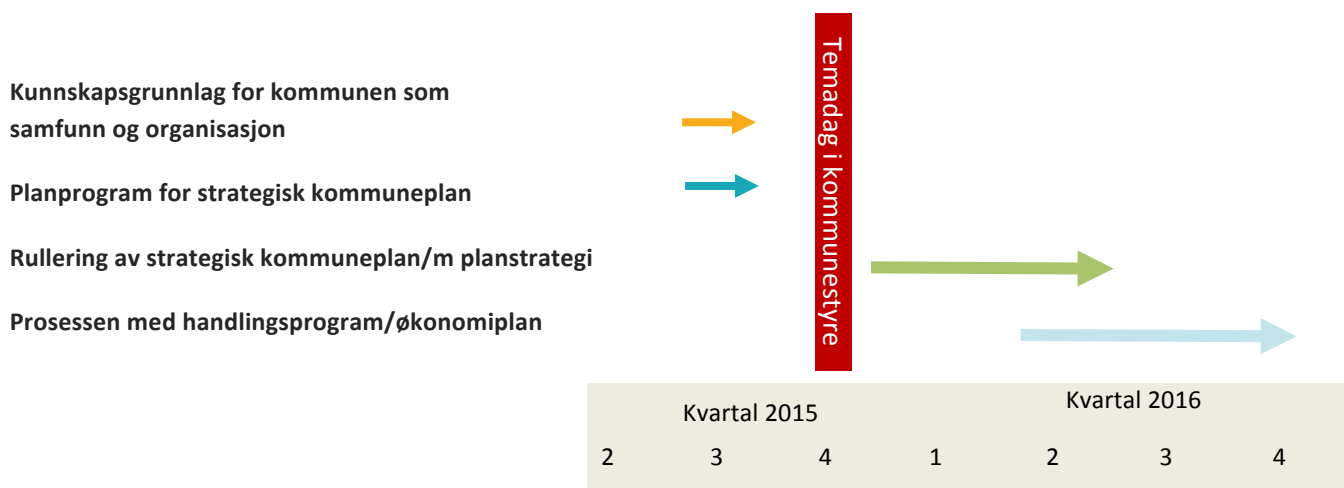 Temadag i kommunestyre
Kunnskapsgrunnlag for kommunen som
samfunn og organisasjon
Planprogram for strategisk kommuneplan
Rullering av strategisk kommuneplan/m planstrategi
Prosessen med handlingsprogram/økonomiplan
Kvartal 2015 Kvartal 2016
2 3 4 1 2 3 4